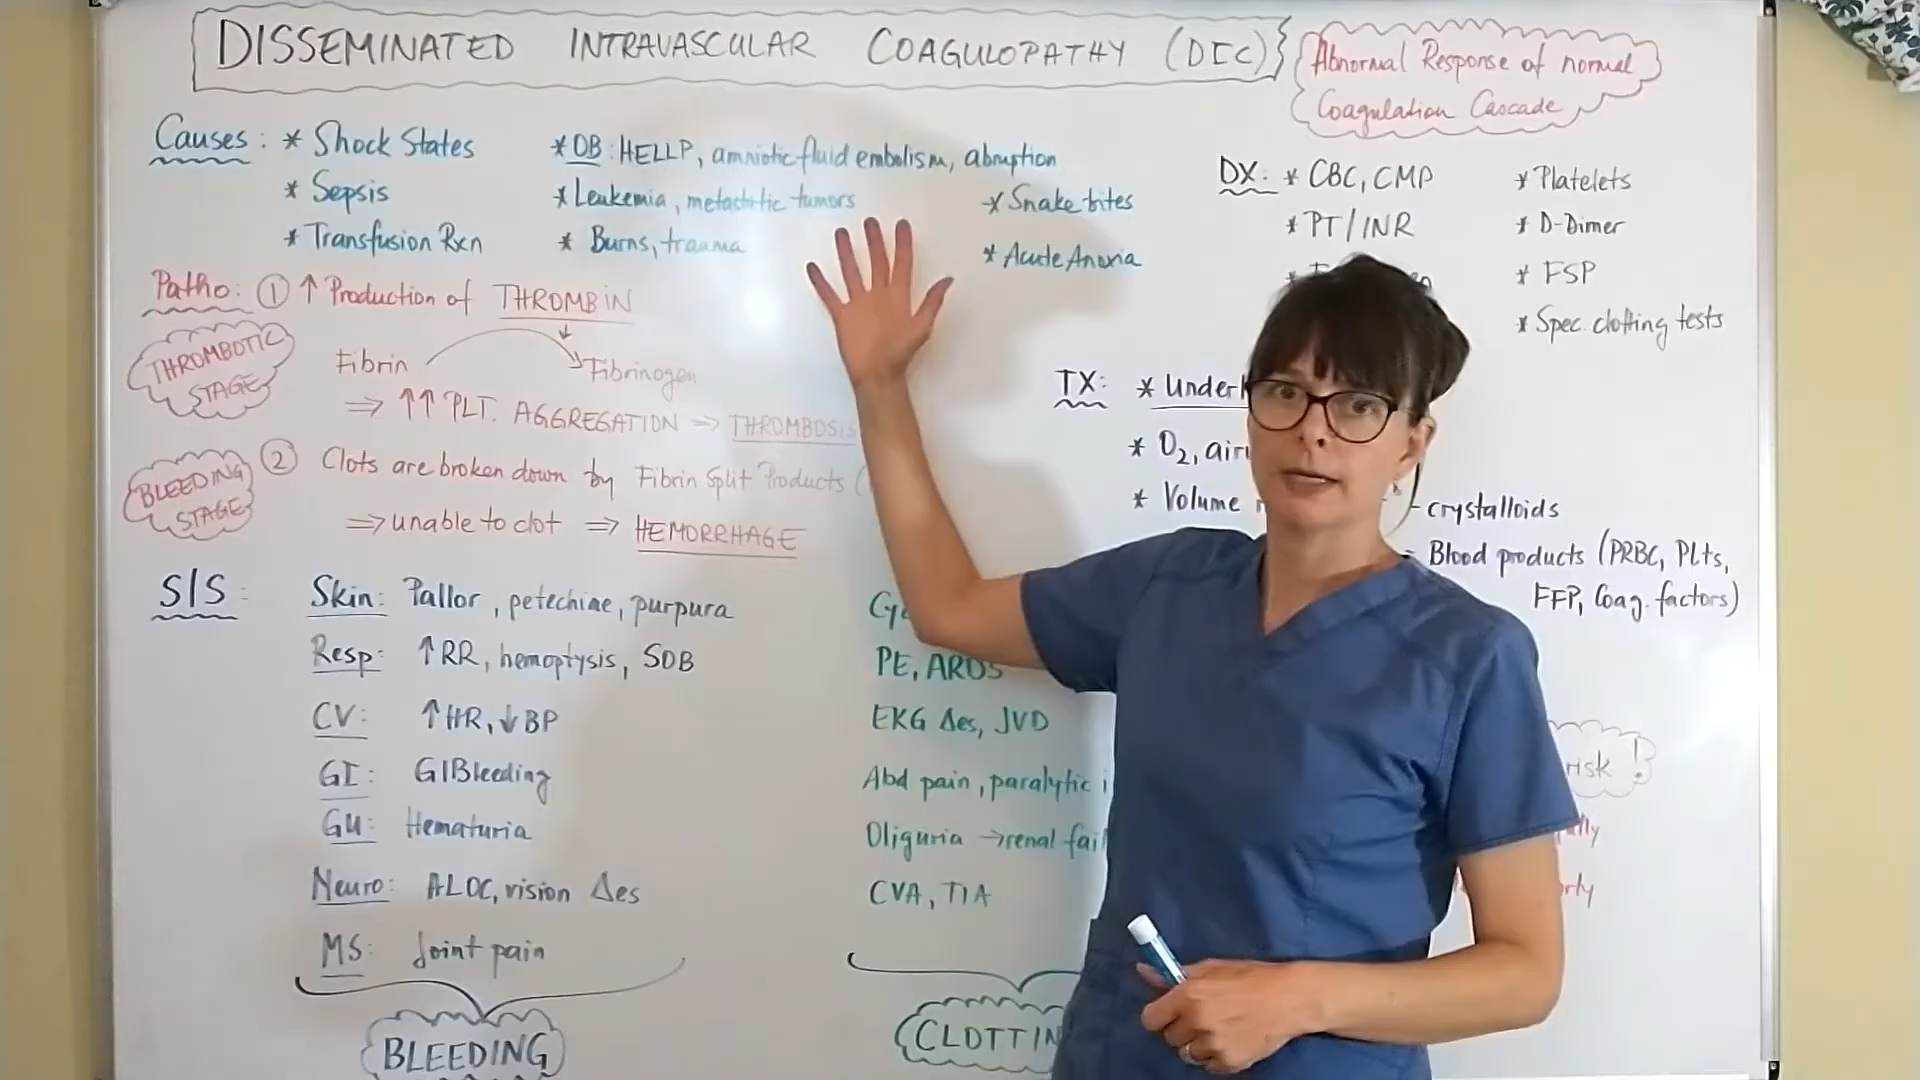 DISSEMINATED INTRAVASCULAR COAGULOPATHY (DIC)
Abnormal Response of normal
Coagulation Cascade
Causes: * Shock States
* Sepsis
* Transfusion Rxn
* OB: HELLP, amniotic fluid embolism, abruption
* Leukemia, metastatic tumors
* Burns, trauma
* Snake bites
* Acute Anoxia
DX: * CBC, CMP
* PT/INR
* Platelets
* D-Dimer
* FSP
* Spec. clotting tests
Patho: ① ↑ Production of THROMBIN
THROMBOTIC
STAGE
Fibrin → Fibrinogen
⇒ ↑↑ PLT. AGGREGATION ⇒ THROMBOSIS
BLEEDING
STAGE
② Clots are broken down by Fibrin Split Products (
⇒ unable to clot ⇒ HEMORRHAGE
TX: *
* O2,
* Volume
- crystalloids
- Blood products (PRBC, PLts,
FFP, Coag. factors)
S/S:
Skin: Pallor, petechiae, purpura
Resp: ↑RR, hemoptysis, SOB
PE, ARDS
CV: ↑HR, ↓BP
EKG Δes, JVD
GI: GI Bleeding
Abd pain, paralytic
GU: Hematuria
Oliguria → renal
Neuro: ALOC, vision Δes
CVA, TIA
MS: Joint pain
BLEEDING
risk!